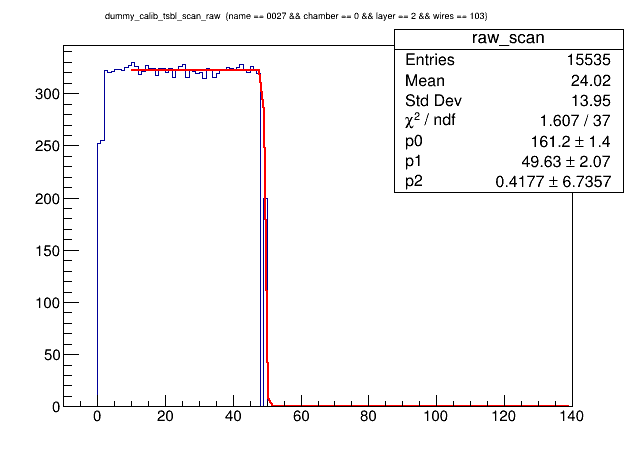 dummy_calib_tsbl_scan_raw (name == 0027 && chamber == 0 && layer == 2 && wires == 103)
raw_scan
Entries 15535
Mean 24.02
Std Dev 13.95
χ² / ndf 1.607 / 37
p0 161.2 ± 1.4
p1 49.63 ± 2.07
p2 0.4177 ± 6.7357
300
250
200
150
100
50
0
0 20 40 60 80 100 120 140